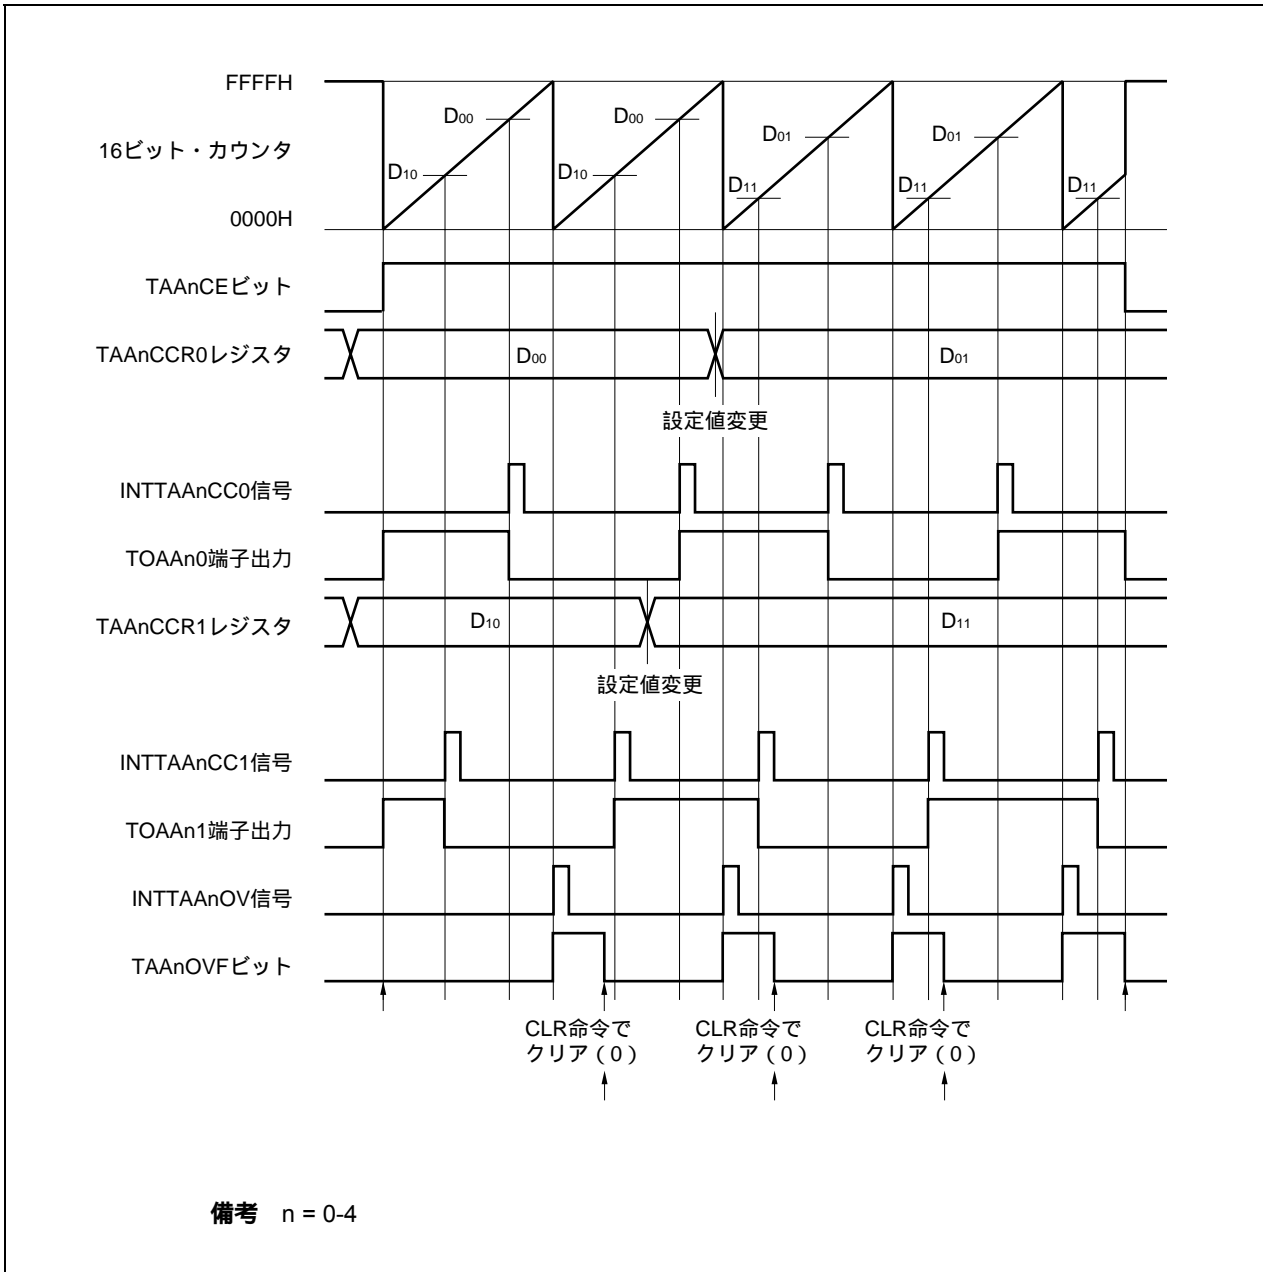 FFFFH
D00 D00 D01 D01
16ビット・カウンタ
D10 D10 D11 D11 D11
0000H
TAAnCEビット
TAAnCCR0レジスタ D00 D01
設定値変更
INTTAAnCC0信号
TOAAn0端子出力
TAAnCCR1レジスタ D10 D11
設定値変更
INTTAAnCC1信号
TOAAn1端子出力
INTTAAnOV信号
TAAnOVFビット
CLR命令で
クリア(0)
CLR命令で
クリア(0)
CLR命令で
クリア(0)
備考 n = 0-4